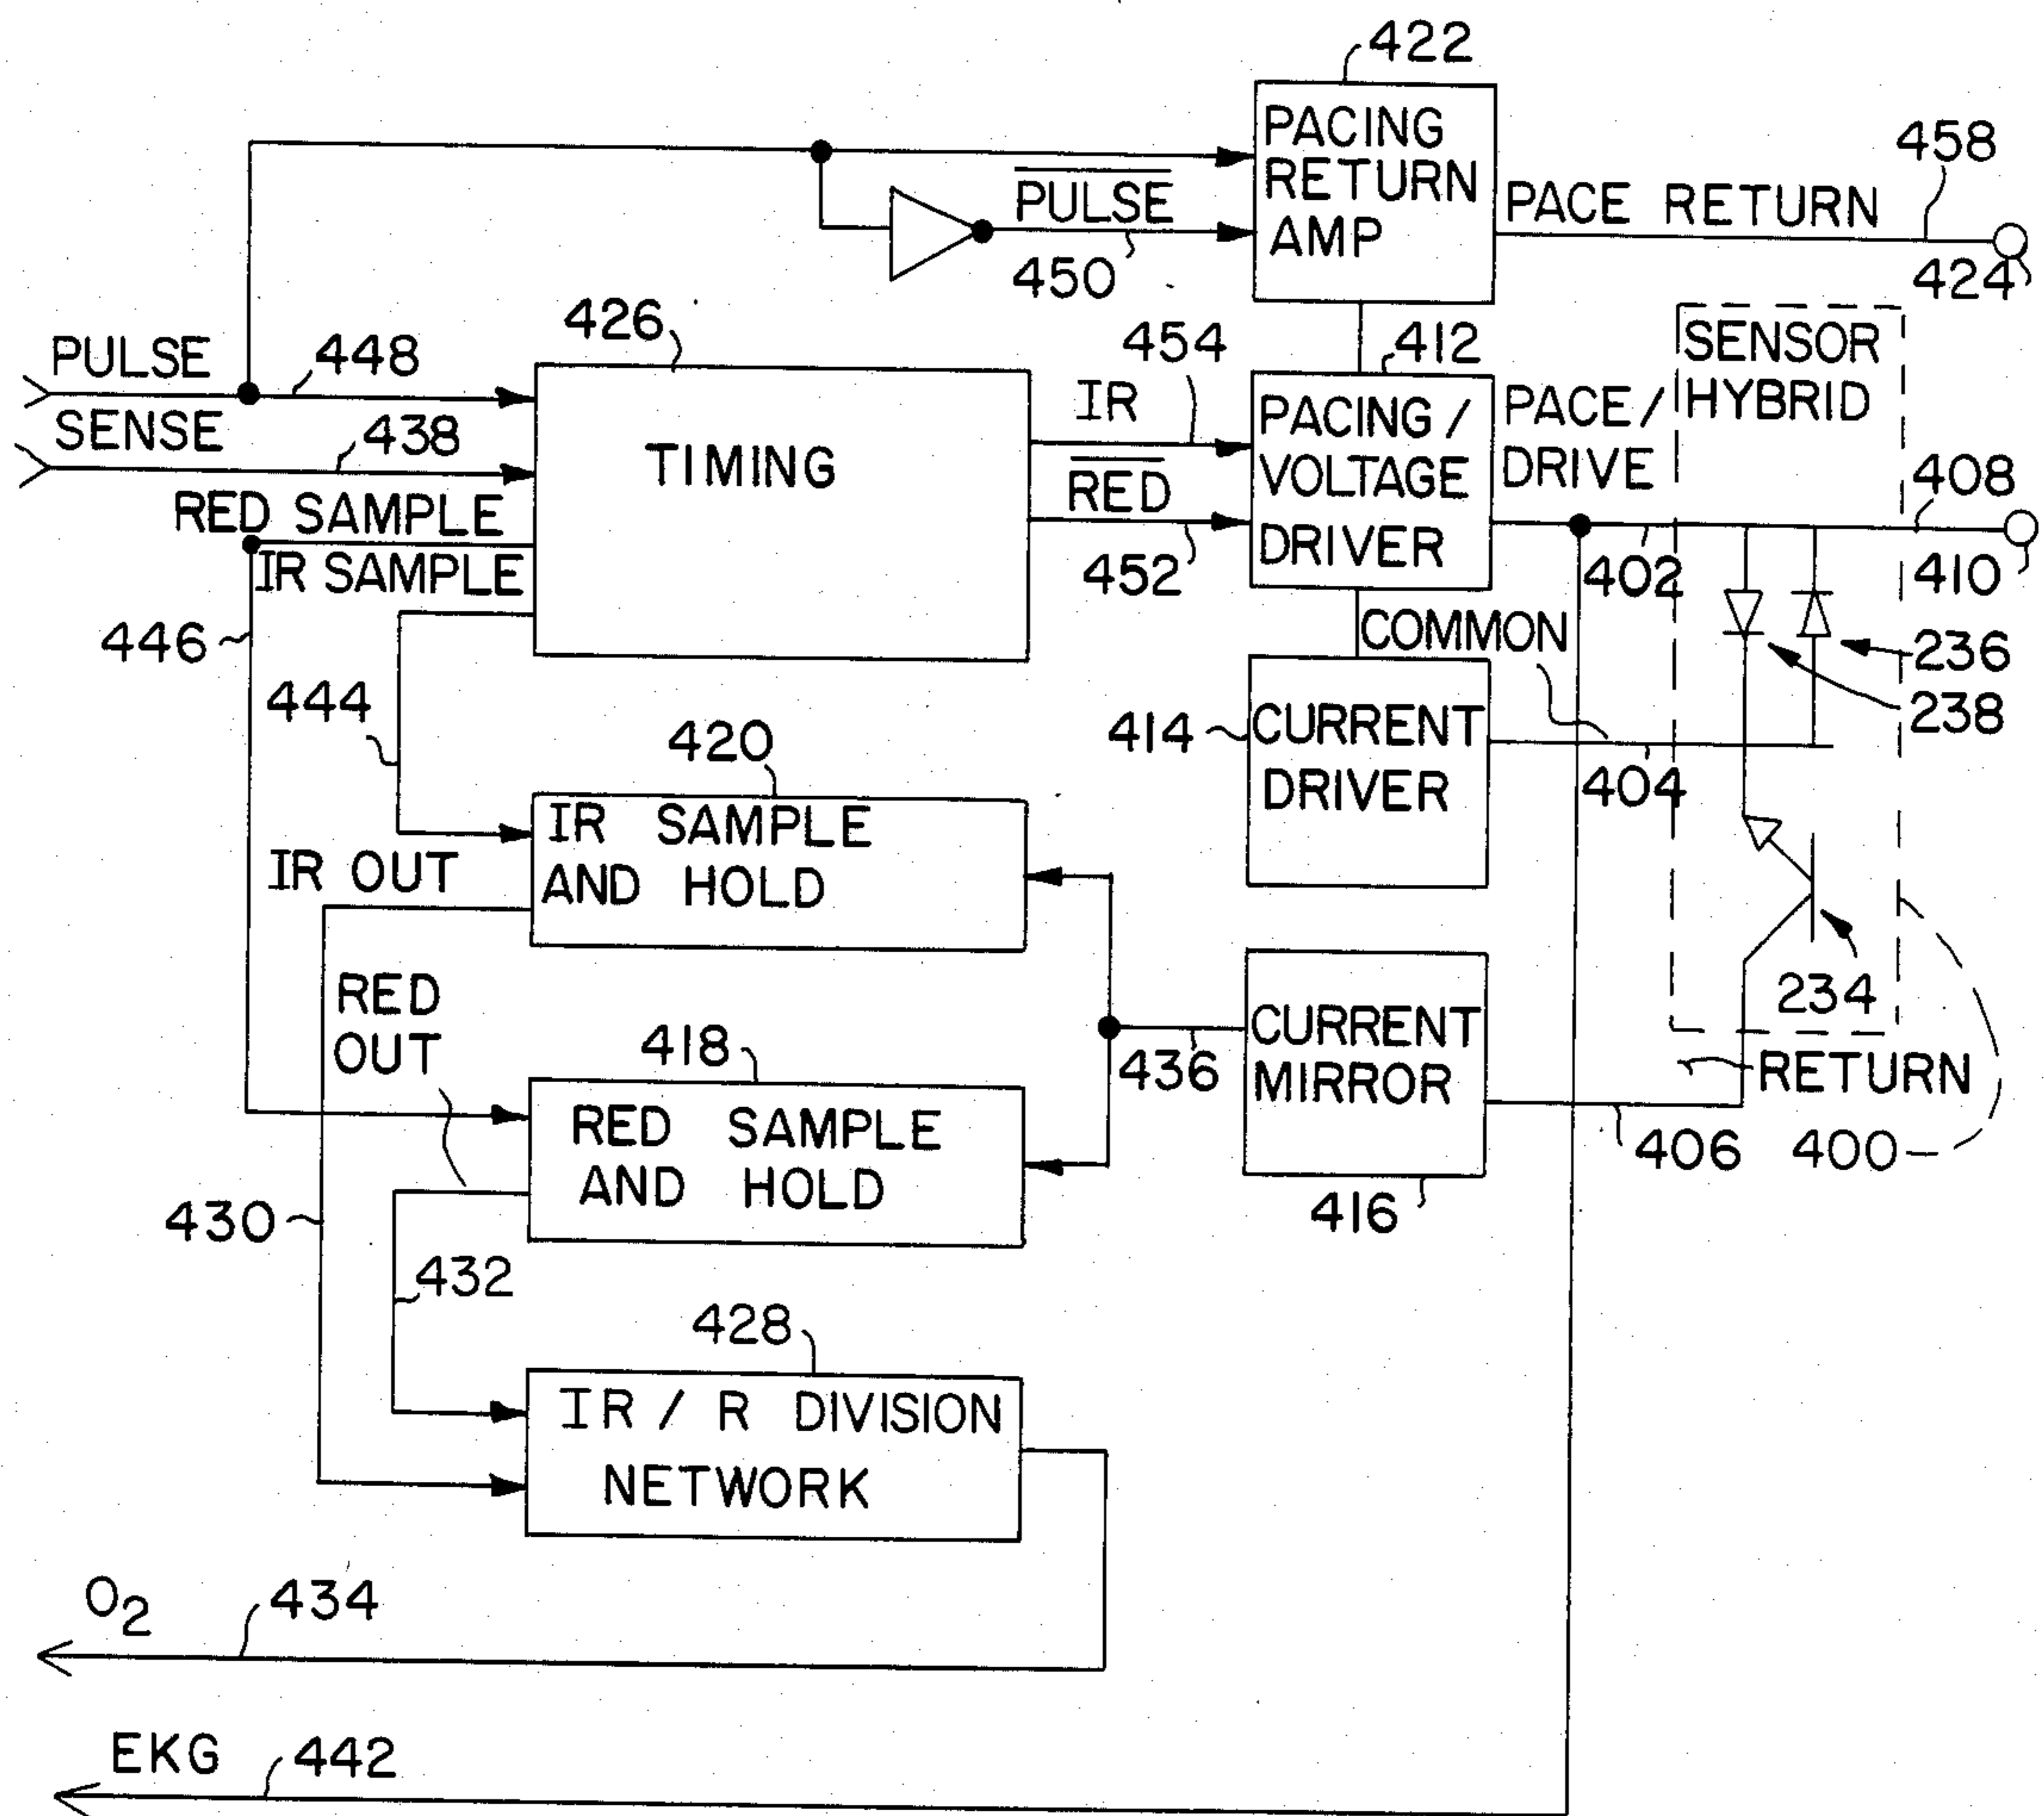 422
PACING
RETURN
AMP
458
PULSE
450
PACE RETURN
424
426
PULSE
448
SENSE
438
TIMING
454
IR
RED
452
412
PACING /
VOLTAGE
DRIVER
PACE/
DRIVE
SENSOR
HYBRID
408
402
410
RED SAMPLE
IR SAMPLE
446
444
COMMON
236
238
414
CURRENT
DRIVER
404
420
IR SAMPLE
AND HOLD
IR OUT
234
RED
OUT
418
RED SAMPLE
AND HOLD
436
CURRENT
MIRROR
416
RETURN
406
400
430
432
428
IR / R DIVISION
NETWORK
O2
434
EKG
442